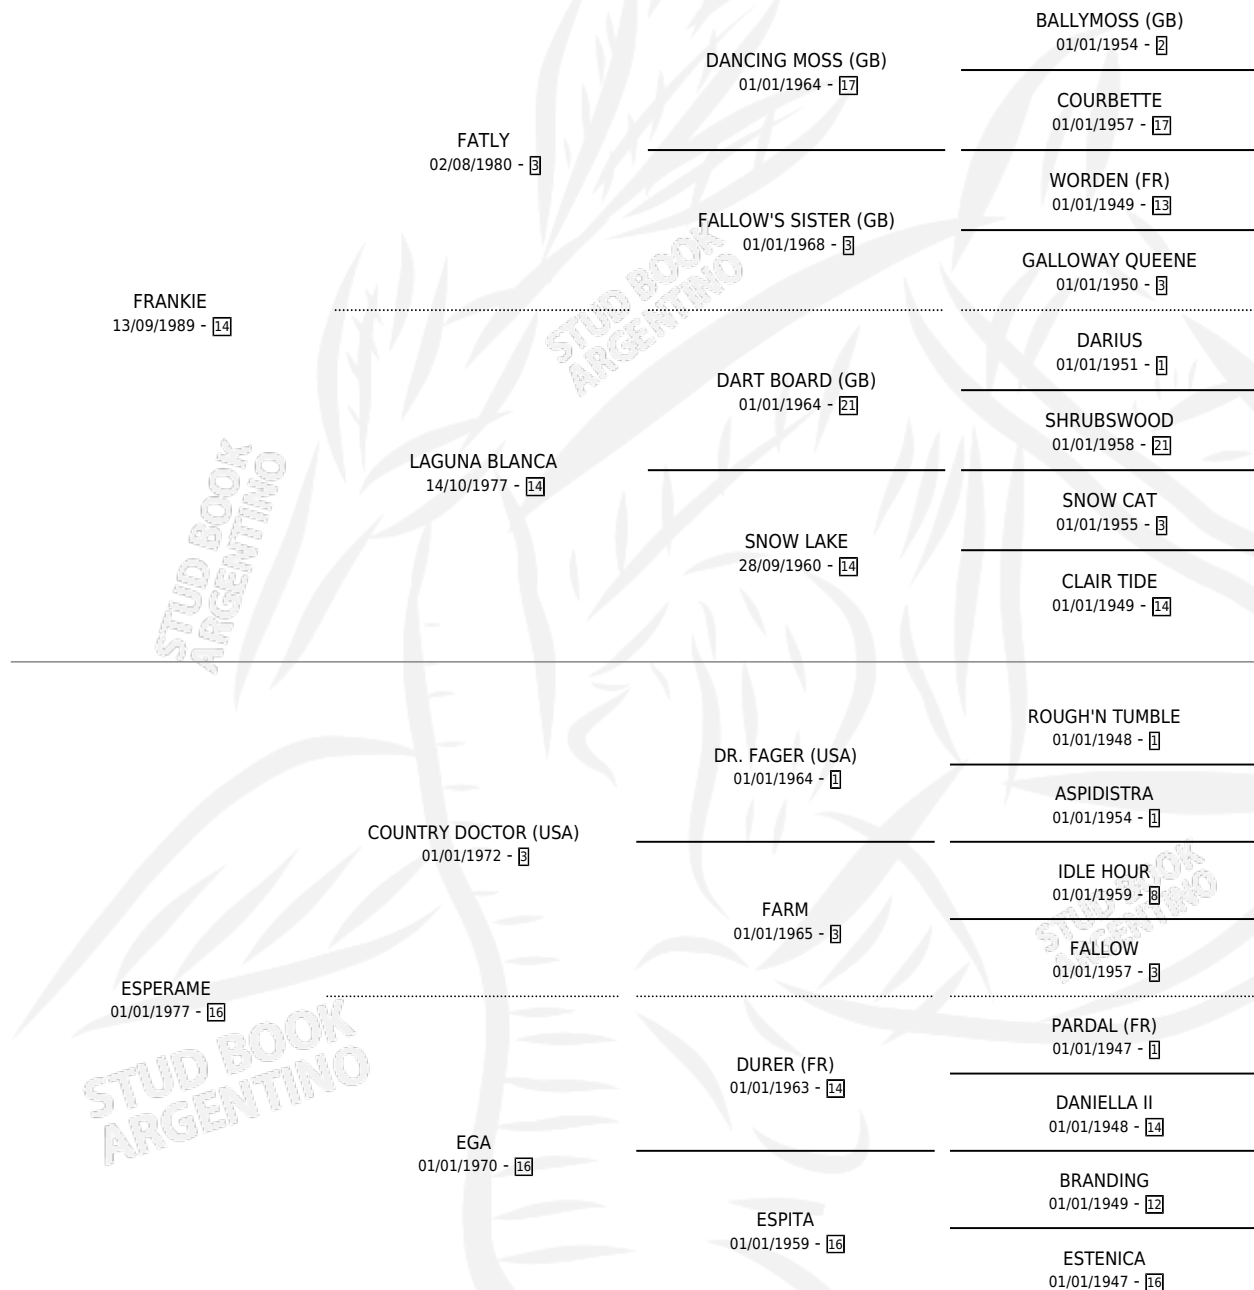 BALLYMOSS (GB)
01/01/1954 - 2
DANCING MOSS (GB)
01/01/1964 - 17
COURBETTE
01/01/1957 - 17
FATLY
02/08/1980 - 3
WORDEN (FR)
01/01/1949 - 13
FALLOW'S SISTER (GB)
01/01/1968 - 3
GALLOWAY QUEENE
01/01/1950 - 3
FRANKIE
13/09/1989 - 14
DARIUS
01/01/1951 - 1
DART BOARD (GB)
01/01/1964 - 21
SHRUBSWOOD
01/01/1958 - 21
LAGUNA BLANCA
14/10/1977 - 14
SNOW CAT
01/01/1955 - 3
SNOW LAKE
28/09/1960 - 14
CLAIR TIDE
01/01/1949 - 14
STUD BOOK
ARGENTINO
STUD BOOK
ARGENTINO
ROUGH'N TUMBLE
01/01/1948 - 1
DR. FAGER (USA)
01/01/1964 - 1
ASPIDISTRA
01/01/1954 - 1
COUNTRY DOCTOR (USA)
01/01/1972 - 3
IDLE HOUR
01/01/1959 - 8
FARM
01/01/1965 - 3
FALLOW
01/01/1957 - 3
ESPERAME
01/01/1977 - 16
PARDAL (FR)
01/01/1947 - 1
DURER (FR)
01/01/1963 - 14
DANIELLA II
01/01/1948 - 14
EGA
01/01/1970 - 16
BRANDING
01/01/1949 - 12
ESPITA
01/01/1959 - 16
ESTENICA
01/01/1947 - 16
STUD BOOK
ARGENTINO
STUD BOOK
ARGENTINO